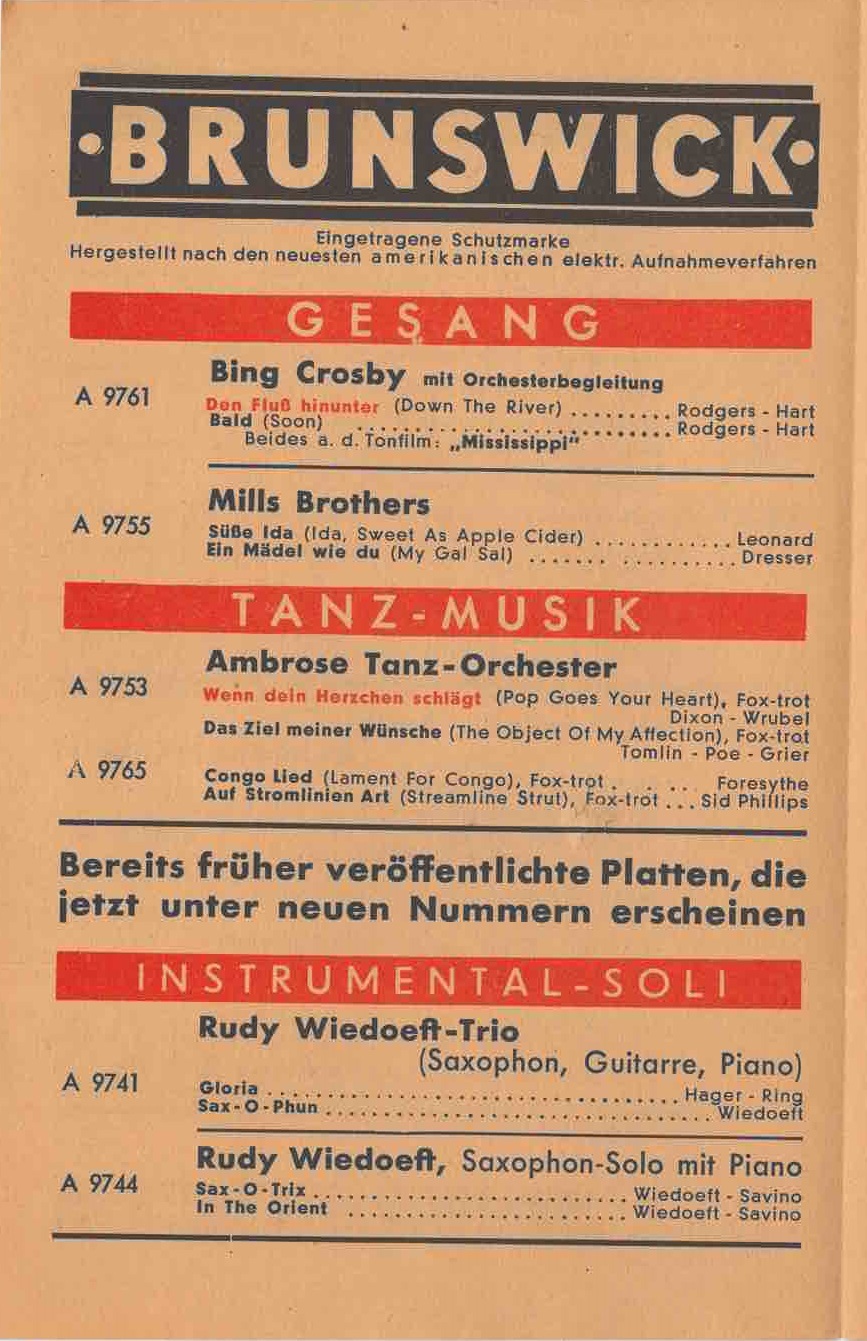 ·BRUNSWICK·
Eingetragene Schutzmarke
Hergestellt nach den neuesten amerikanischen elektr. Aufnahmeverfahren
GESANG
Bing Crosby mit Orchesterbegleitung
A 9761
Den Fluß hinunter (Down The River) ......... Rodgers - Hart
Bald (Soon) ........................... Rodgers - Hart
Beides a. d. Tonfilm: „Mississippi“
Mills Brothers
A 9755
Süße Ida (Ida, Sweet As Apple Cider) ............ Leonard
Ein Mädel wie du (My Gal Sal) ....... .......... Dresser
TANZ-MUSIK
Ambrose Tanz-Orchester
A 9753
Wenn dein Herzchen schlägt (Pop Goes Your Heart), Fox-trot
Dixon - Wrubel
Das Ziel meiner Wünsche (The Object Of My Affection), Fox-trot
Tomlin - Poe - Grier
A 9765
Congo Lied (Lament For Congo), Fox-trot . . .. Foresythe
Auf Stromlinien Art (Streamline Strut), Fox-trot ... Sid Phillips
Bereits früher veröffentlichte Platten, die
jetzt unter neuen Nummern erscheinen
INSTRUMENTAL-SOLI
Rudy Wiedoeft-Trio
(Saxophon, Guitarre, Piano)
A 9741
Gloria ................................... Hager - Ring
Sax-O-Phun ................................. Wiedoeft
Rudy Wiedoeft, Saxophon-Solo mit Piano
A 9744
Sax-O-Trix ........................... Wiedoeft - Savino
In The Orient ........................ Wiedoeft - Savino